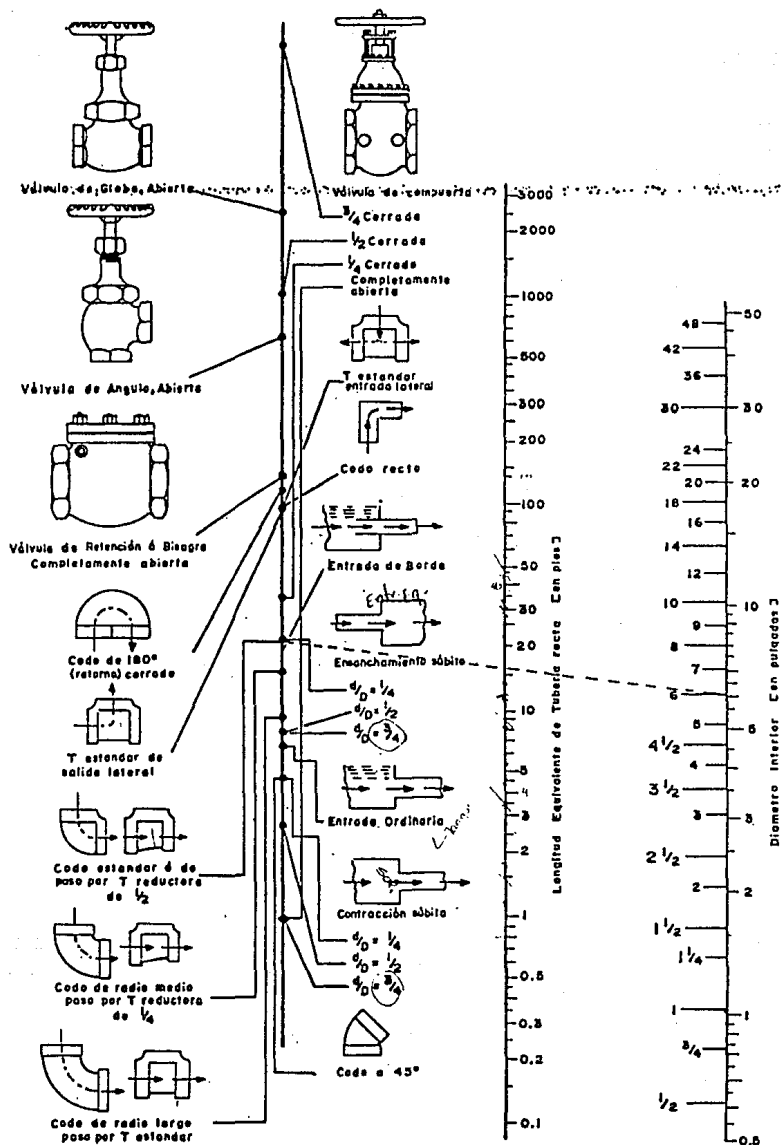 Válvula de Globo, Abierta
Válvula de Angulo, Abierta
Válvula de Retención ó Bisagra
Completamente abierta
Codo de 180°
(retorno) cerrado
T estandar de
salida lateral
Codo estandar ó de
paso por T reductora
de 1/2
Codo de radio medio
paso por T reductora
de 1/4
Codo de radio largo
paso por T estandar
Válvula de compuerta
3/4 Cerrada
1/2 Cerrada
1/4 Cerrada
Completamente
abierta
T estandar
entrada lateral
Codo recto
Entrada de Borda
Ensanchamiento súbito
d/D = 1/4
d/D = 1/2
d/D = 3/4
Entrada Ordinaria
Contracción súbita
d/D = 1/4
d/D = 1/2
d/D = 3/4
Codo a 45°
3000
2000
1000
500
300
200
100
50
30
20
10
5
4
3
2
1
0.5
0.3
0.2
0.1
Longitud Equivalente de Tubería recta [en pies]
48
42
36
30
24
22
20
18
16
14
12
10
9
8
7
6
5
4 1/2
4
3 1/2
3
2 1/2
2
1 1/2
1 1/4
1
3/4
1/2
50
30
20
10
5
3
2
1
0.5
Diametro Interior [en pulgadas]